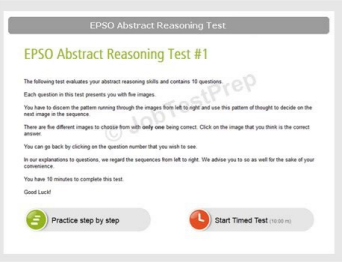 EPSO Abstract Reasoning Test
EPSO Abstract Reasoning Test #1
The following test evaluates your abstract reasoning skills and contains 10 questions.
Each question in this test presents you with five images.
You have to discern the pattern running through the images from left to right and use this pattern of thought to decide on the
next image in the sequence.
There are five different images to choose from with only one being correct. Click on the image that you think is the correct
answer.
You can go back by clicking on the question number that you wish to see.
In our explanations to questions, we regard the sequences from left to right. We advise you to as well for the sake of your
convenience.
You have 10 minutes to complete this test.
Good Luck!
© JobTestPrep
Practice step by step
Start Timed Test (10:00 m)